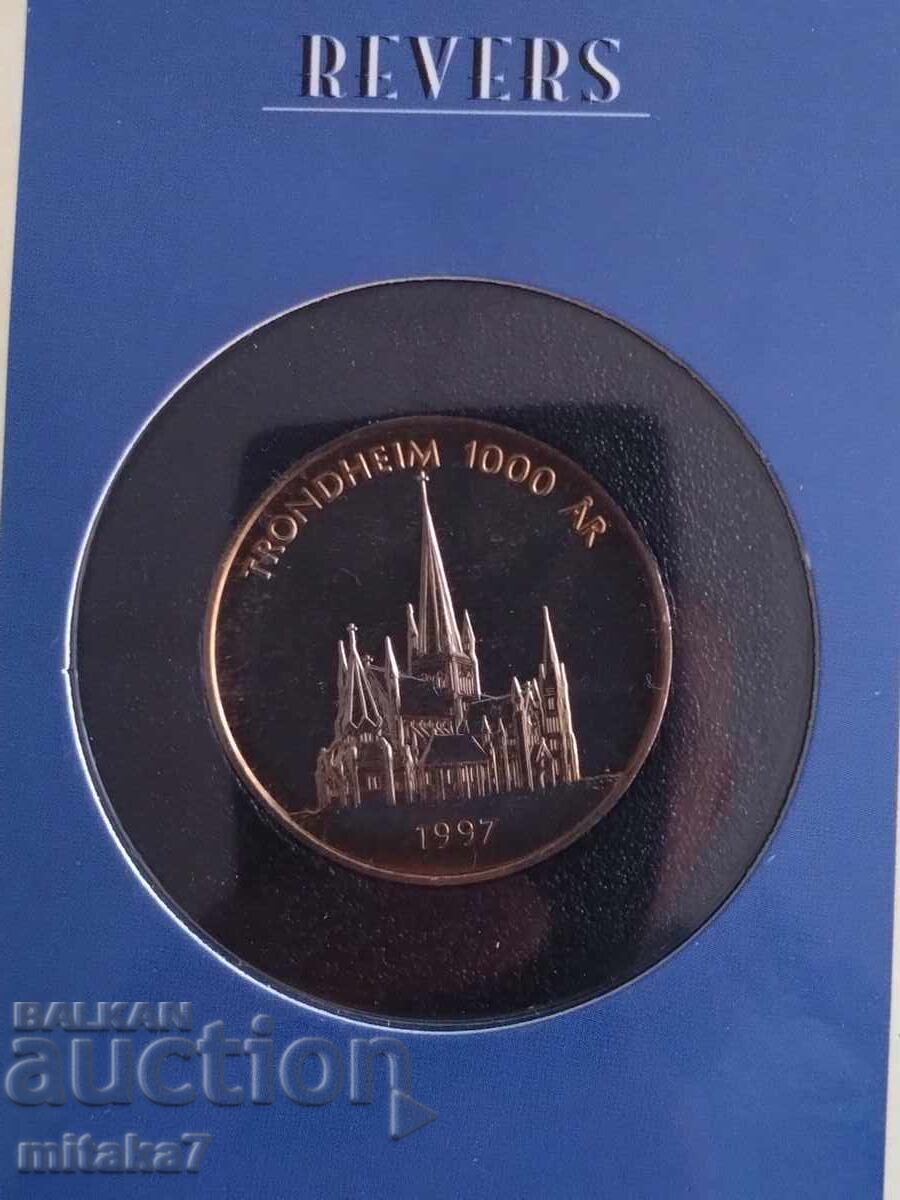 REVERS
TRONDHEIM 1000 ÅR
1997
BALKAN
auction
mitaka7